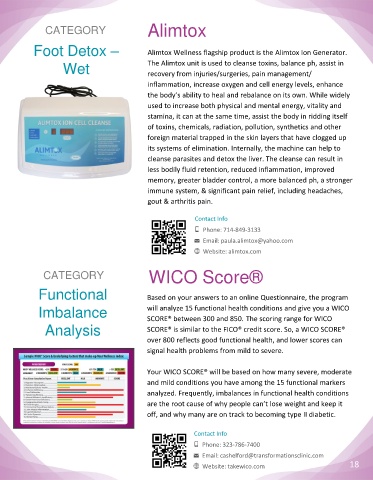 CATEGORY
Alimtox
Foot Detox –
Wet
Alimtox Wellness flagship product is the Alimtox Ion Generator.
The Alimtox unit is used to cleanse toxins, balance ph, assist in
recovery from injuries/surgeries, pain management/
inflammation, increase oxygen and cell energy levels, enhance
the body's ability to heal and rebalance on its own. While widely
used to increase both physical and mental energy, vitality and
stamina, it can at the same time, assist the body in ridding itself
of toxins, chemicals, radiation, pollution, synthetics and other
foreign material trapped in the skin layers that have clogged up
its systems of elimination. Internally, the machine can help to
cleanse parasites and detox the liver. The cleanse can result in
less bodily fluid retention, reduced inflammation, improved
memory, greater bladder control, a more balanced ph, a stronger
immune system, & significant pain relief, including headaches,
gout & arthritis pain.
ALIMTOX ION CELL CLEANSE
ALIMTOX
Contact Info
Phone: 714-849-3133
Email: paula.alimtox@yahoo.com
Website: alimtox.com
CATEGORY
WICO Score®
Functional
Imbalance
Analysis
Based on your answers to an online Questionnaire, the program
will analyze 15 functional health conditions and give you a WICO
SCORE® between 300 and 850. The scoring range for WICO
SCORE® is similar to the FICO® credit score. So, a WICO SCORE®
over 800 reflects good functional health, and lower scores can
signal health problems from mild to severe.
Your WICO SCORE® will be based on how many severe, moderate
and mild conditions you have among the 15 functional markers
analyzed. Frequently, imbalances in functional health conditions
are the root cause of why people can't lose weight and keep it
off, and why many are on track to becoming type II diabetic.
Contact Info
Phone: 323-786-7400
Email: cashelford@transformationsclinic.com
Website: takewico.com
18